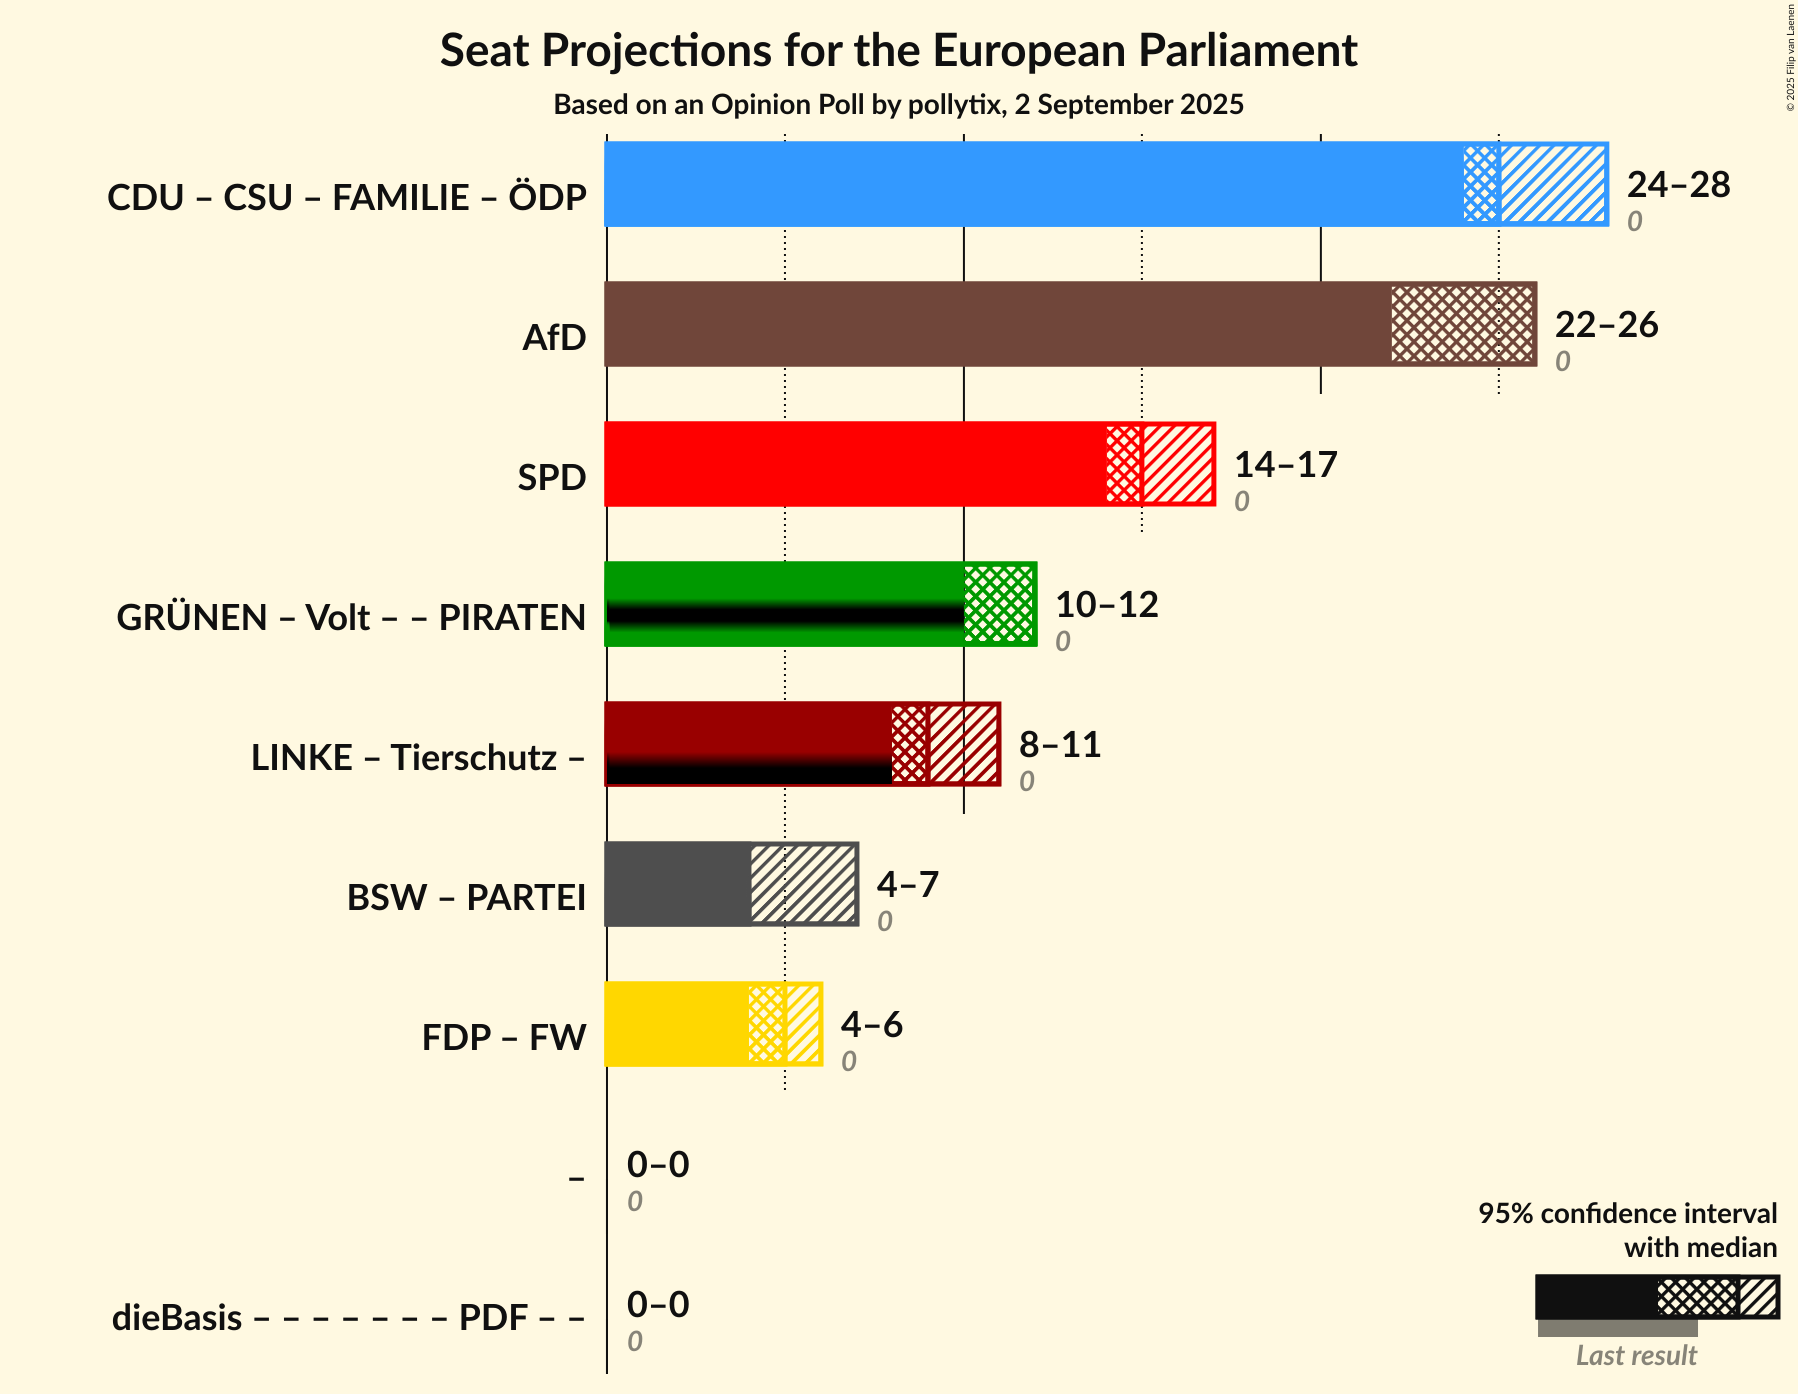 Seat Projections for the European Parliament
Based on an Opinion Poll by pollytix, 2 September 2025
© 2025 Filip van Laenen
CDU – CSU – FAMILIE – ÖDP
24–28
0
AfD
22–26
0
SPD
14–17
0
GRÜNEN – Volt – – PIRATEN
10–12
0
LINKE – Tierschutz –
8–11
0
BSW – PARTEI
4–7
0
FDP – FW
4–6
0
–
0–0
0
dieBasis – – – – – – – PDF – –
0–0
0
95% confidence interval
with median
Last result